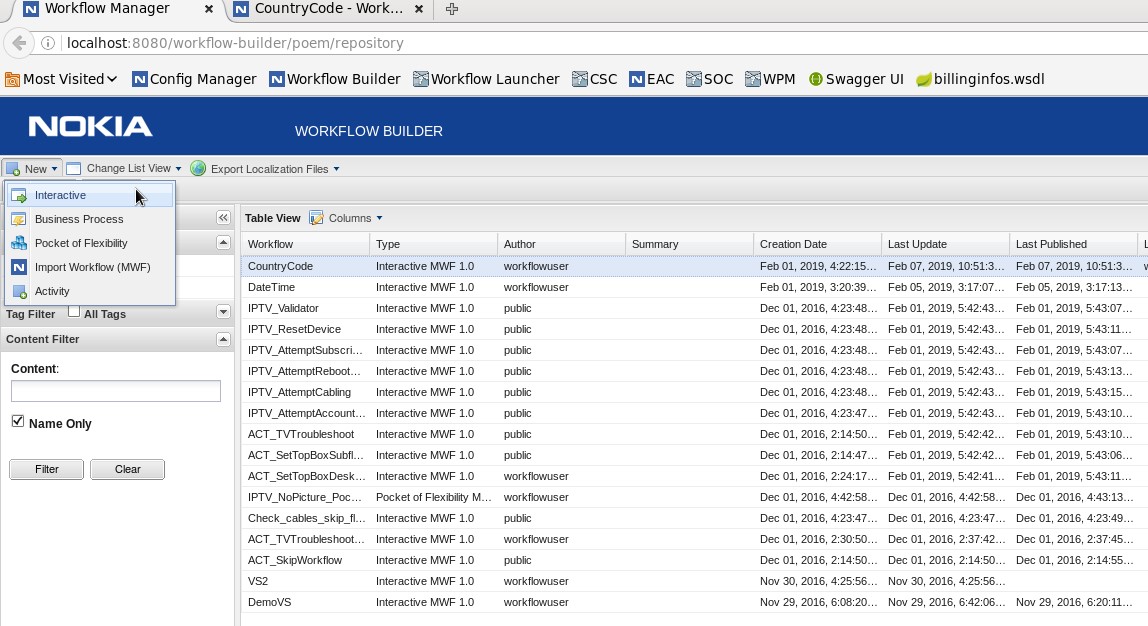 Workflow Manager × CountryCode - Work... ×
localhost:8080/workflow-builder/poem/repository
Most Visited Config Manager Workflow Builder Workflow Launcher CSC EAC SOC WPM Swagger UI billinginfos.wsdl
NOKIA WORKFLOW BUILDER
New Change List View Export Localization Files
Interactive
Business Process
Pocket of Flexibility
Import Workflow (MWF)
Activity
Tag Filter All Tags
Content Filter
Content:
Name Only
Filter Clear
Table View Columns
Workflow Type Author Summary Creation Date Last Update Last Published
CountryCode Interactive MWF 1.0 workflowuser Feb 01, 2019, 4:22:15... Feb 07, 2019, 10:51:3... Feb 07, 2019, 10:51:3...
DateTime Interactive MWF 1.0 workflowuser Feb 01, 2019, 3:20:39... Feb 05, 2019, 3:17:07... Feb 05, 2019, 3:17:13...
IPTV_Validator Interactive MWF 1.0 public Dec 01, 2016, 4:23:48... Feb 01, 2019, 5:42:43... Feb 01, 2019, 5:43:07...
IPTV_ResetDevice Interactive MWF 1.0 public Dec 01, 2016, 4:23:48... Feb 01, 2019, 5:42:43... Feb 01, 2019, 5:43:11...
IPTV_AttemptSubscri... Interactive MWF 1.0 public Dec 01, 2016, 4:23:48... Feb 01, 2019, 5:42:43... Feb 01, 2019, 5:43:07...
IPTV_AttemptReboot... Interactive MWF 1.0 public Dec 01, 2016, 4:23:48... Feb 01, 2019, 5:42:43... Feb 01, 2019, 5:43:13...
IPTV_AttemptCabling Interactive MWF 1.0 public Dec 01, 2016, 4:23:48... Feb 01, 2019, 5:42:43... Feb 01, 2019, 5:43:15...
IPTV_AttemptAccount... Interactive MWF 1.0 public Dec 01, 2016, 4:23:47... Feb 01, 2019, 5:42:43... Feb 01, 2019, 5:43:10...
ACT_TVTroubleshoot Interactive MWF 1.0 public Dec 01, 2016, 2:14:50... Feb 01, 2019, 5:42:42... Feb 01, 2019, 5:43:10...
ACT_SetTopBoxSubfl... Interactive MWF 1.0 public Dec 01, 2016, 2:14:47... Feb 01, 2019, 5:42:42... Feb 01, 2019, 5:43:06...
ACT_SetTopBoxDesk... Interactive MWF 1.0 workflowuser Dec 01, 2016, 2:24:17... Feb 01, 2019, 5:42:41... Feb 01, 2019, 5:43:11...
IPTV_NoPicture_Poc... Pocket of Flexibility M... workflowuser Dec 01, 2016, 4:42:58... Dec 01, 2016, 4:42:58... Dec 01, 2016, 4:43:13...
Check_cables_skip_fl... Interactive MWF 1.0 public Dec 01, 2016, 4:23:47... Dec 01, 2016, 4:23:47... Dec 01, 2016, 4:23:49...
ACT_TVTroubleshoot... Interactive MWF 1.0 workflowuser Dec 01, 2016, 2:30:50... Dec 01, 2016, 2:37:42... Dec 01, 2016, 2:37:45...
ACT_SkipWorkflow Interactive MWF 1.0 public Dec 01, 2016, 2:14:50... Dec 01, 2016, 2:14:50... Dec 01, 2016, 2:14:55...
VS2 Interactive MWF 1.0 workflowuser Nov 30, 2016, 4:25:56... Nov 30, 2016, 4:25:56...
DemoVS Interactive MWF 1.0 workflowuser Nov 29, 2016, 6:08:20... Nov 29, 2016, 6:42:06... Nov 29, 2016, 6:20:11...